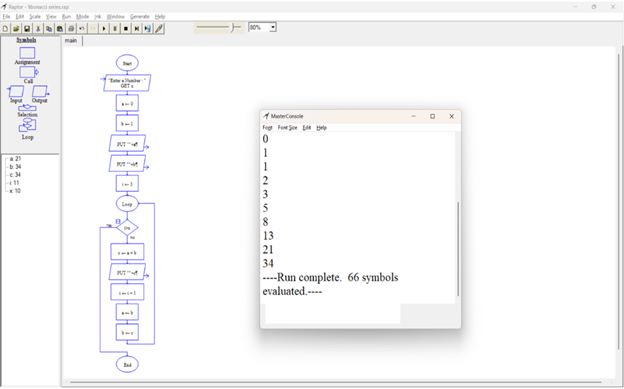 Raptor - fibonacci series.rap
File Edit Scale View Run Mode Ink Window Generate Help
80%
Symbols
Assignment
Call
Input Output
Selection
Loop
a: 21
b: 34
c: 34
i: 11
x: 10
main
Start
"Enter a Number : "
GET x
a ← 0
b ← 1
PUT ""+a¶
PUT ""+b¶
i ← 3
Loop
Yes
i>x
No
c ← a + b
PUT ""+c¶
i ← i + 1
a ← b
b ← c
End
MasterConsole
Font Font Size Edit Help
0
1
1
2
3
5
8
13
21
34
----Run complete. 66 symbols
evaluated.----